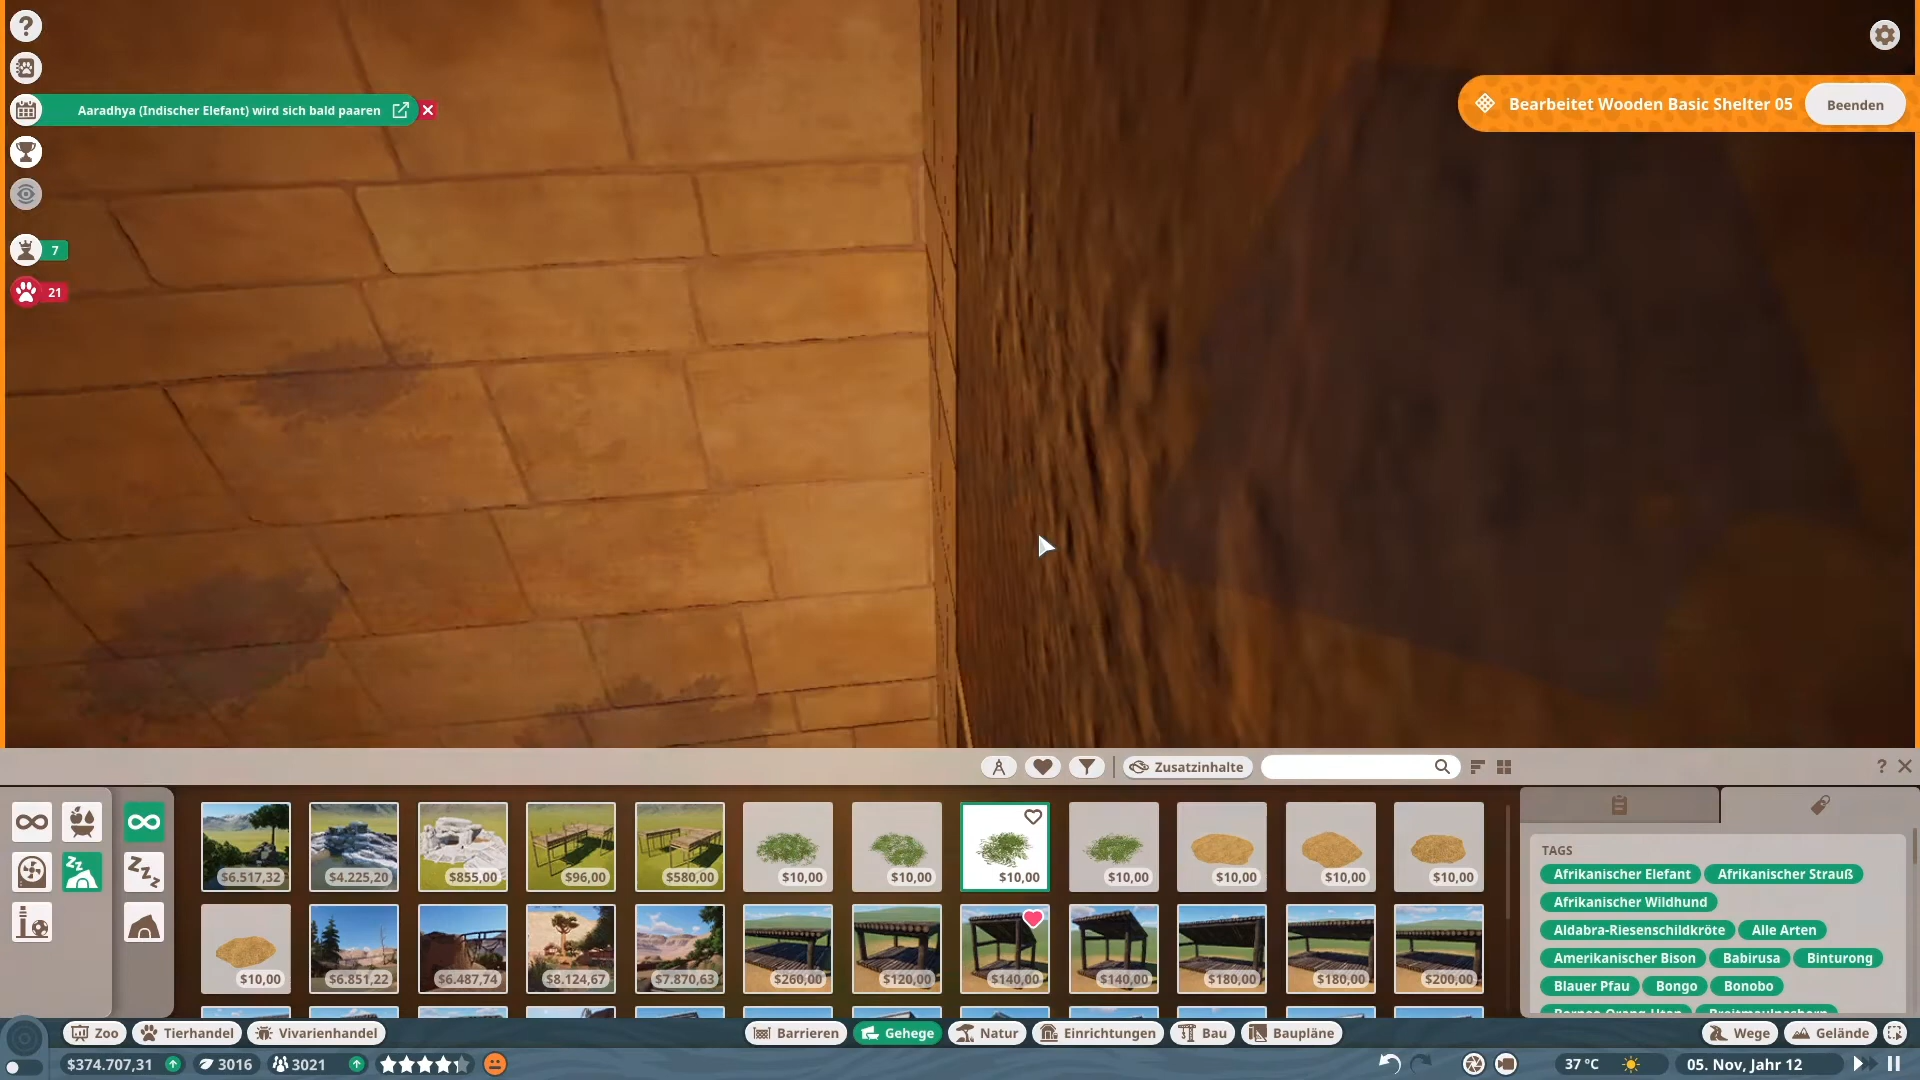 Aaradhya (Indischer Elefant) wird sich bald paaren
Bearbeitet Wooden Basic Shelter 05
Beenden
7
21
Zusatzinhalte
$6.517,32
$4.225,20
$855,00
$96,00
$580,00
$10,00
$10,00
$10,00
$10,00
$10,00
$10,00
$10,00
$10,00
$6.851,22
$6.487,74
$8.124,67
$7.870,63
$260,00
$120,00
$140,00
$140,00
$180,00
$180,00
$200,00
TAGS
Afrikanischer Elefant
Afrikanischer Strauß
Afrikanischer Wildhund
Aldabra-Riesenschildkröte
Alle Arten
Amerikanischer Bison
Babirusa
Binturong
Blauer Pfau
Bongo
Bonobo
Zoo
Tierhandel
Vivarienhandel
Barrieren
Gehege
Natur
Einrichtungen
Bau
Baupläne
Wege
Gelände
$374.707,31
3016
3021
37 °C
05. Nov, Jahr 12